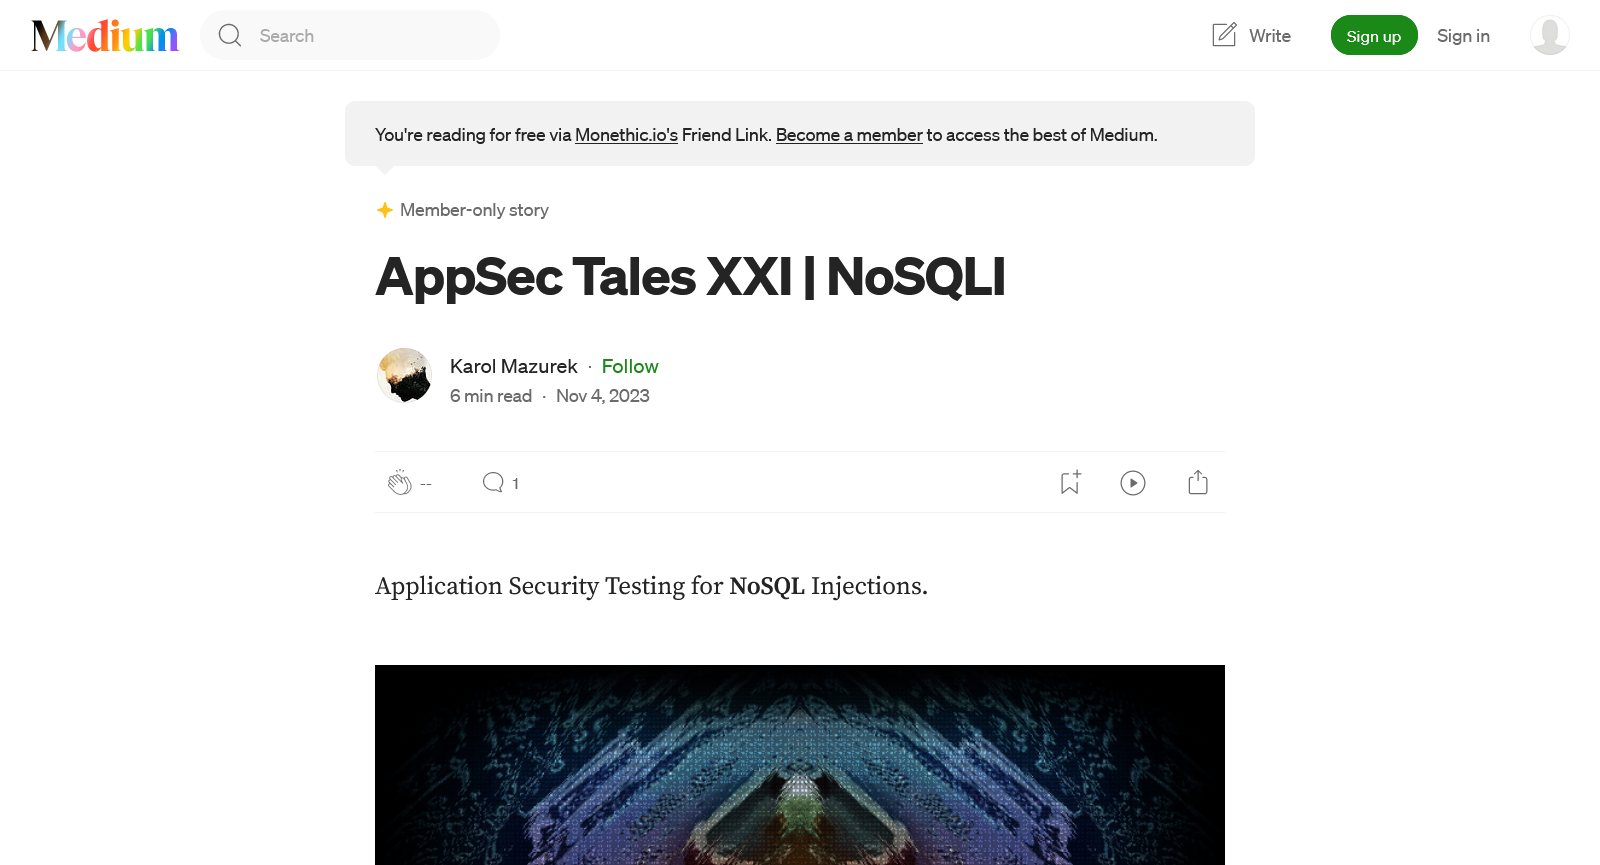 Medium
Search
Write
Sign up
Sign in
You're reading for free via Monethic.io's Friend Link. Become a member to access the best of Medium.
Member-only story
AppSec Tales XXI | NoSQLI
Karol Mazurek · Follow
6 min read · Nov 4, 2023
--
1
Application Security Testing for NoSQL Injections.